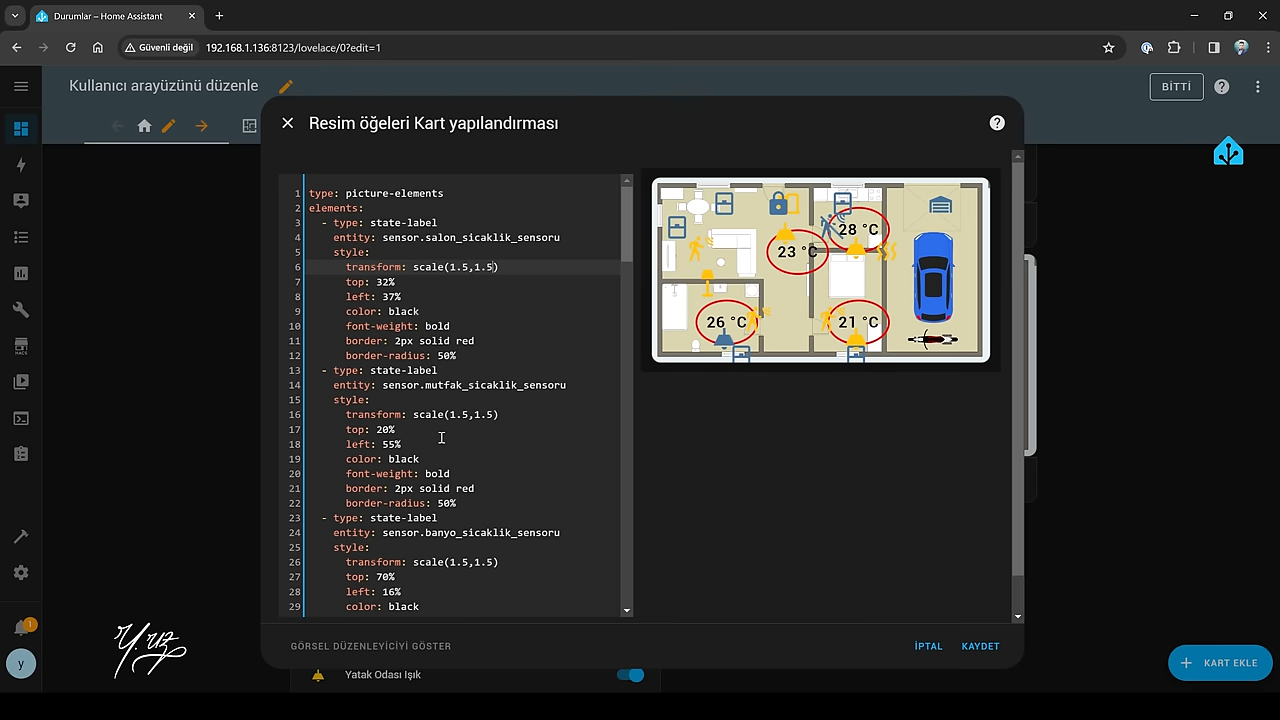 Durumlar – Home Assistant
Güvenli değil
192.168.1.136:8123/lovelace/0?edit=1
Kullanıcı arayüzünü düzenle
BİTTİ
Resim öğeleri Kart yapılandırması
1 type: picture-elements
2 elements:
3 - type: state-label
4 entity: sensor.salon_sicaklik_sensoru
5 style:
6 transform: scale(1.5,1.5)
7 top: 32%
8 left: 37%
9 color: black
10 font-weight: bold
11 border: 2px solid red
12 border-radius: 50%
13 - type: state-label
14 entity: sensor.mutfak_sicaklik_sensoru
15 style:
16 transform: scale(1.5,1.5)
17 top: 20%
18 left: 55%
19 color: black
20 font-weight: bold
21 border: 2px solid red
22 border-radius: 50%
23 - type: state-label
24 entity: sensor.banyo_sicaklik_sensoru
25 style:
26 transform: scale(1.5,1.5)
27 top: 70%
28 left: 16%
29 color: black
28 °C
23 °C
26 °C
21 °C
HACS
1
y
GÖRSEL DÜZENLEYİCİYİ GÖSTER
İPTAL
KAYDET
Yatak Odası Işık
KART EKLE